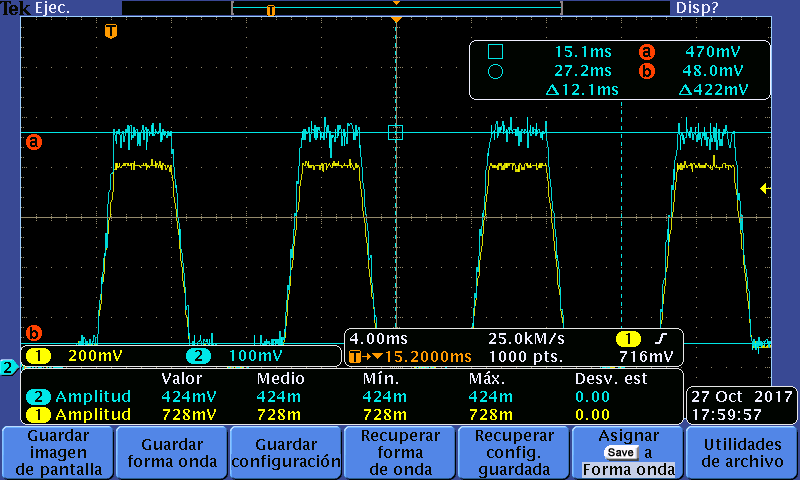 Tek Ejec. Disp?
T
T
15.1ms a 470mV
27.2ms b 48.0mV
Δ12.1ms Δ422mV
a
b
2
1 200mV 2 100mV
4.00ms 25.0kM/s 1
T→▼15.2000ms 1000 pts. 716mV
Valor Medio Mín. Máx. Desv. est
2 Amplitud 424mV 424m 424m 424m 0.00
1 Amplitud 728mV 728m 728m 728m 0.00
27 Oct 2017
17:59:57
Guardar
imagen
de pantalla
Guardar
forma onda
Guardar
configuración
Recuperar
forma
de onda
Recuperar
config.
guardada
Asignar
Save a
Forma onda
Utilidades
de archivo